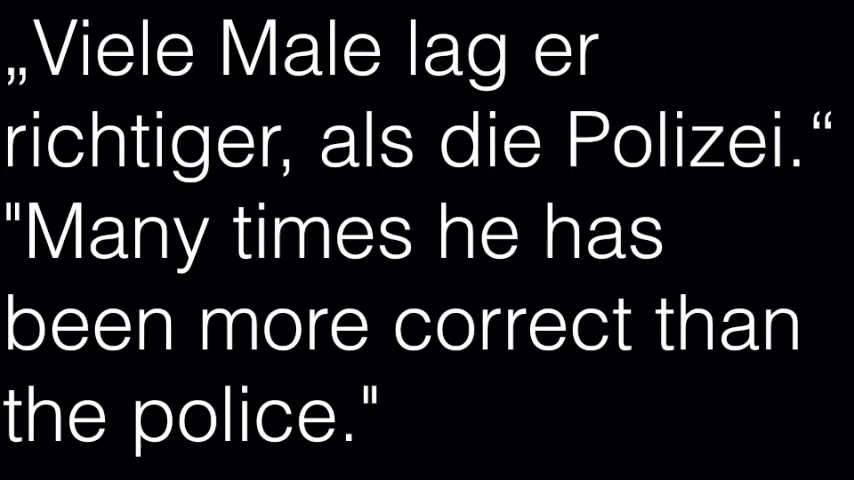 „Viele Male lag er
richtiger, als die Polizei.“
"Many times he has
been more correct than
the police."